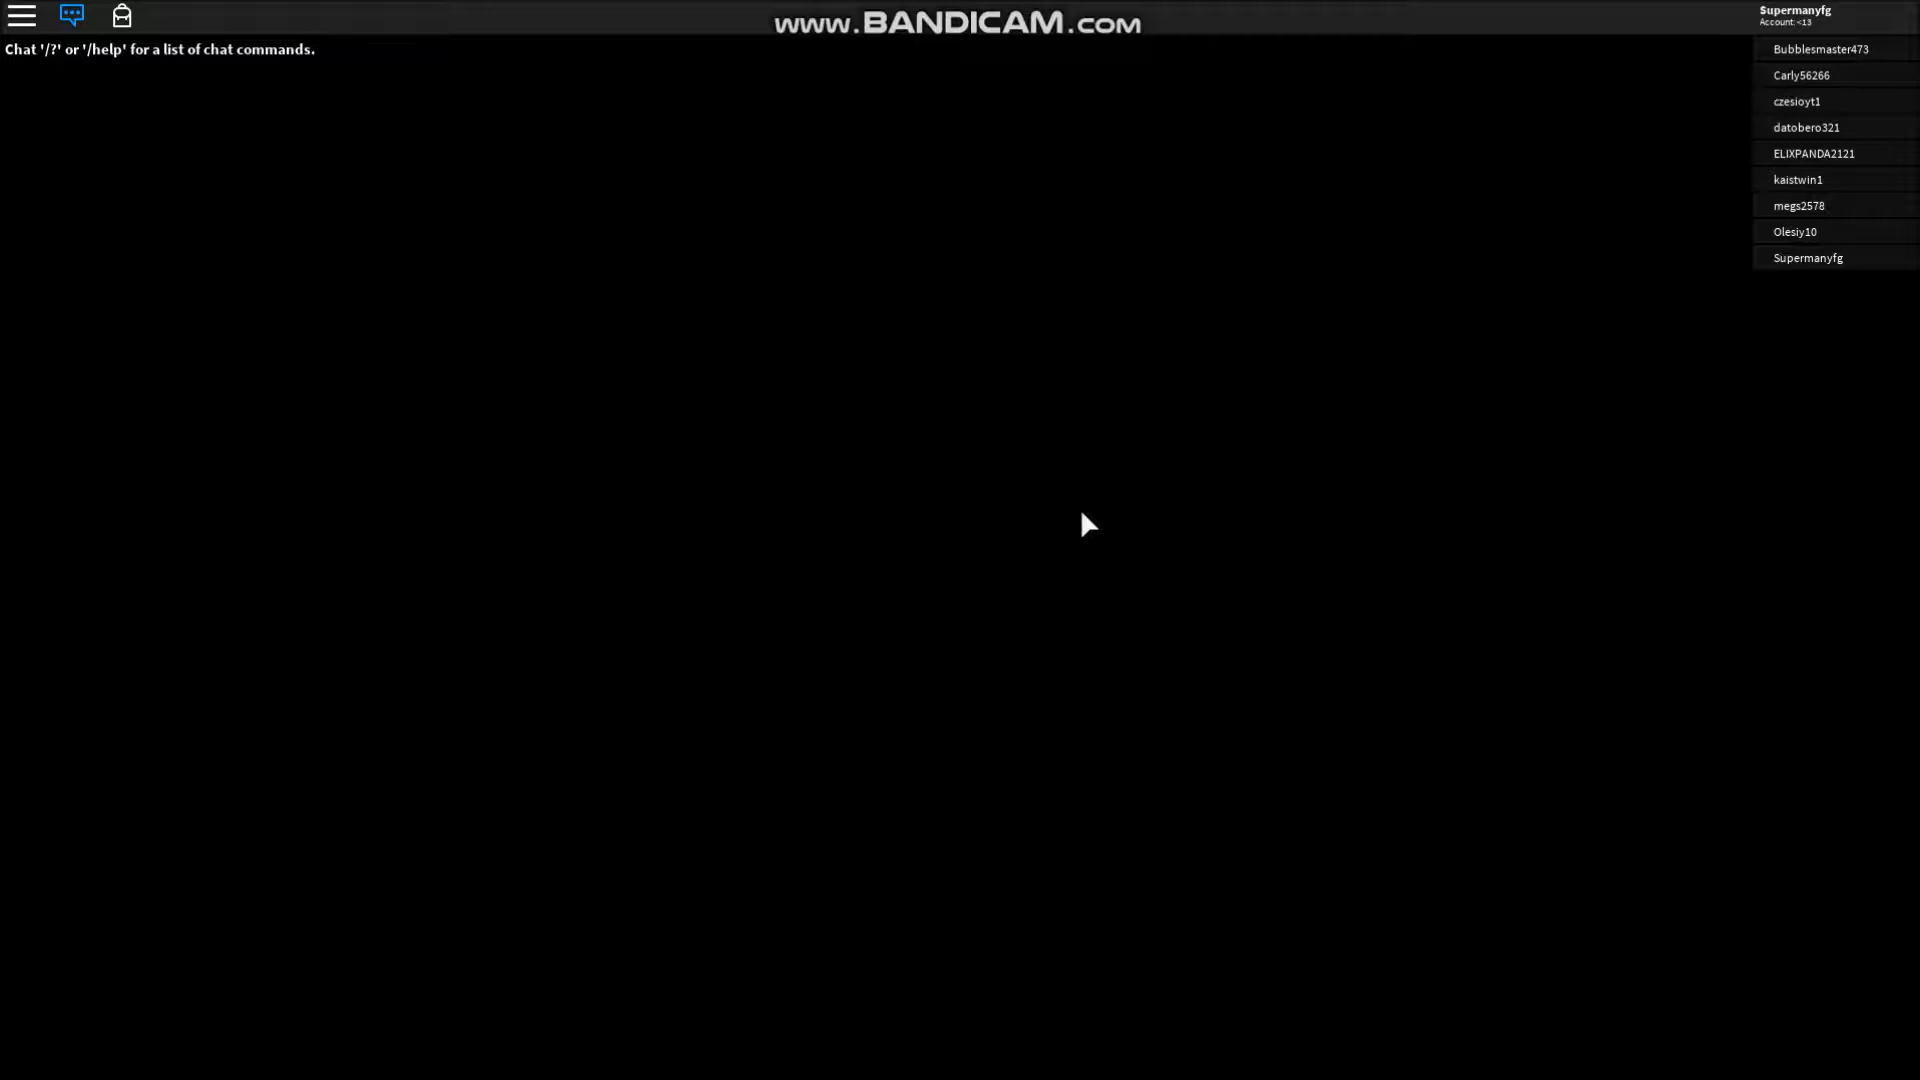 www.BANDICAM.com
Supermanyfg
Account: <13
Chat '/?' or '/help' for a list of chat commands.
Bubblesmaster473
Carly56266
czesioyt1
datobero321
ELIXPANDA2121
kaistwin1
megs2578
Olesiy10
Supermanyfg